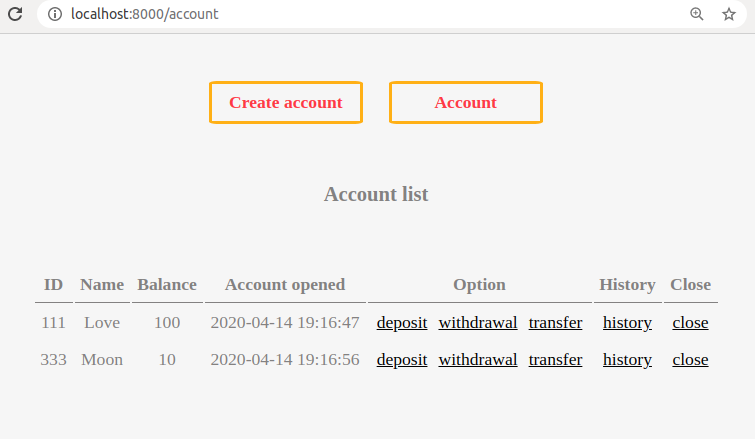 localhost:8000/account
Create account Account
Account list
ID Name Balance Account opened Option History Close
111 Love 100 2020-04-14 19:16:47 deposit withdrawal transfer history close
333 Moon 10 2020-04-14 19:16:56 deposit withdrawal transfer history close